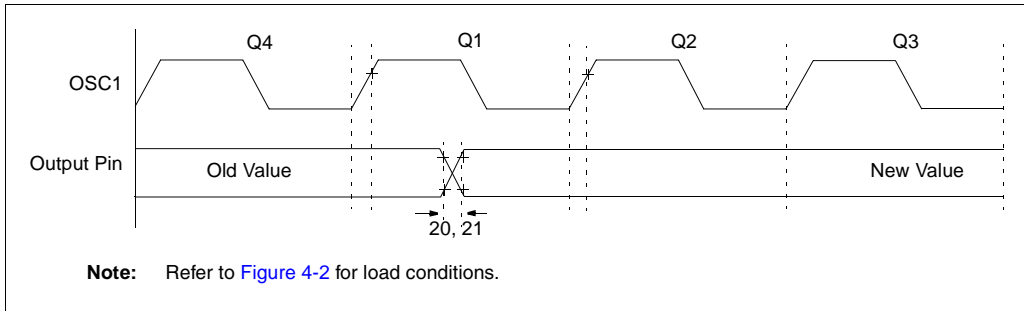 Q4 Q1 Q2 Q3
OSC1
Output Pin Old Value New Value
20, 21
Note: Refer to Figure 4-2 for load conditions.